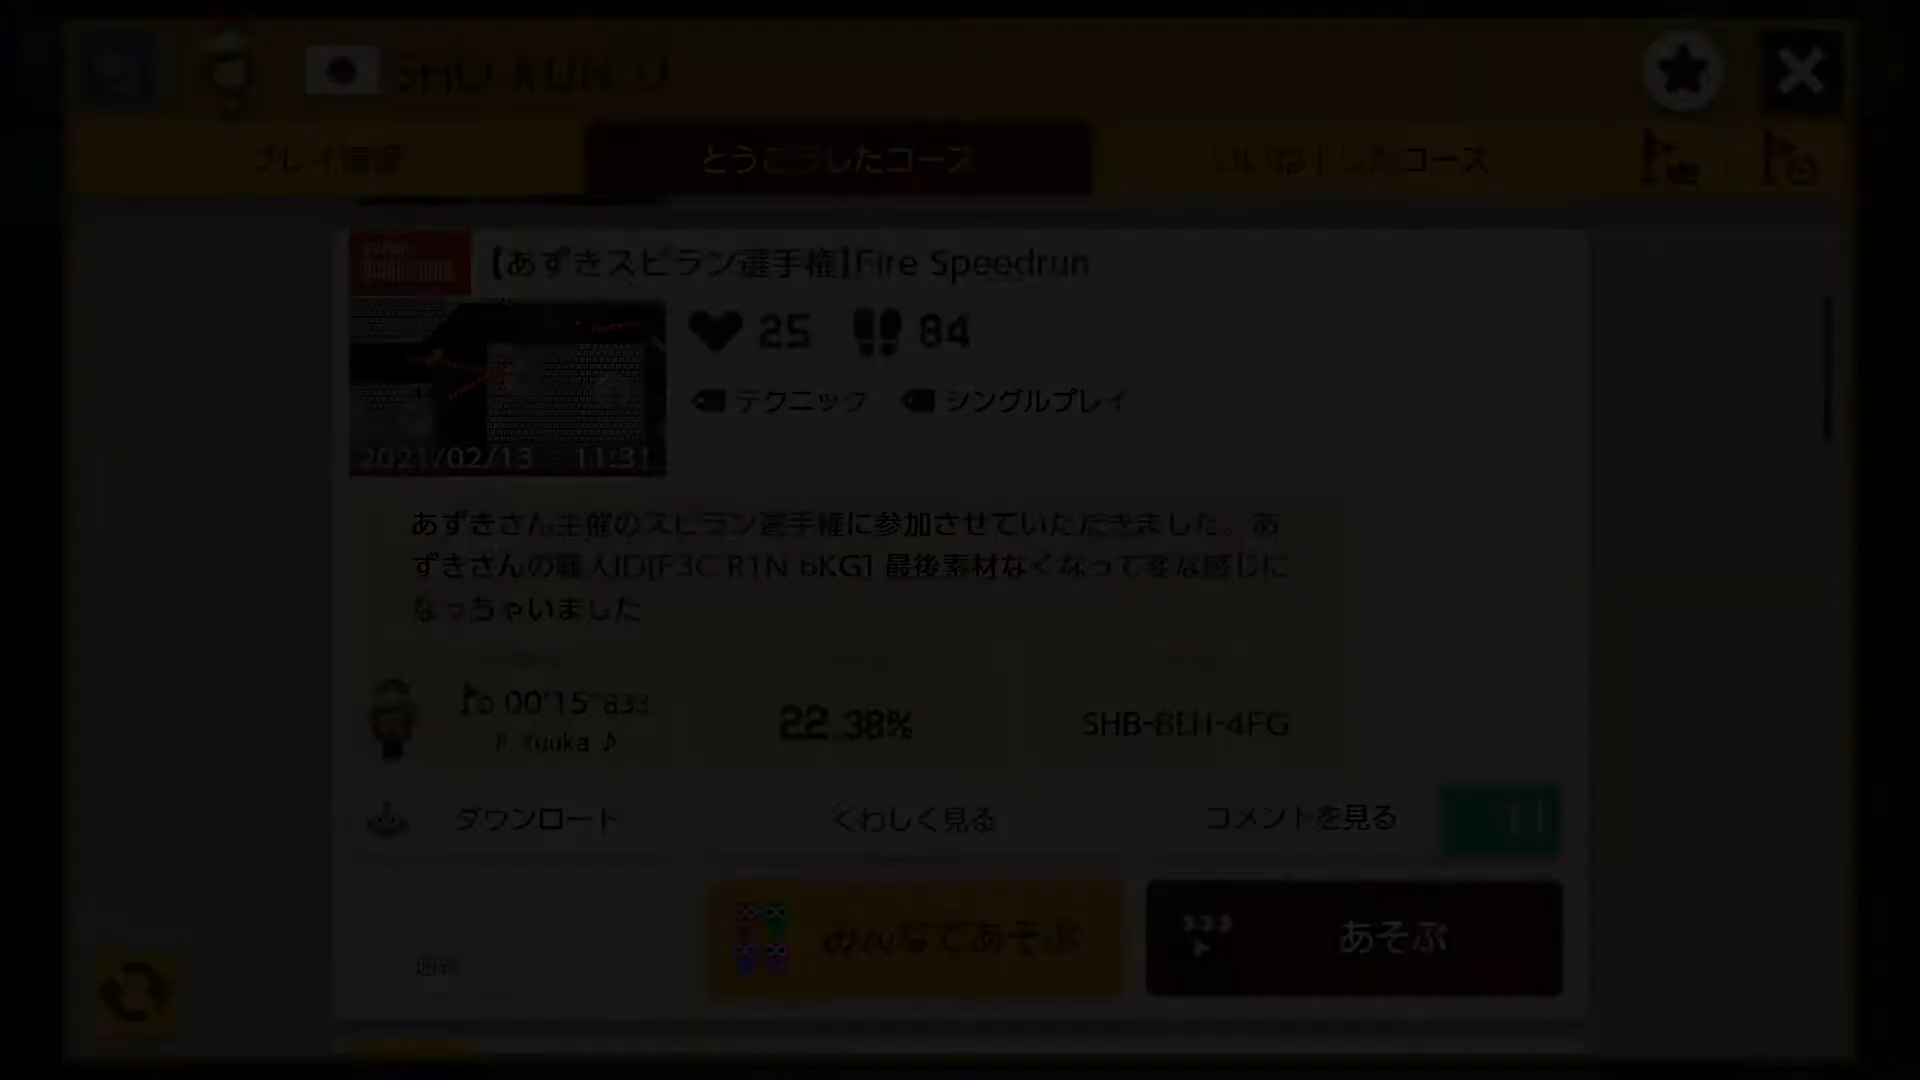 プレイ情報
とうこうしたコース
いいね！したコース
【あずきスピラン選手権】Fire Speedrun
25
84
テクニック
シングルプレイ
2021/02/13 11:31
あずきさん主催のスピラン選手権に参加させていただきました。あ
ずきさんの職人ID[F3C R1N 6KG] 最後素材なくなって変な感じに
なっちゃいました
00'15"833
Yuuka ♪
22.38%
ダウンロード
くわしく見る
コメントを見る
11
みんなであそぶ
あそぶ
通報